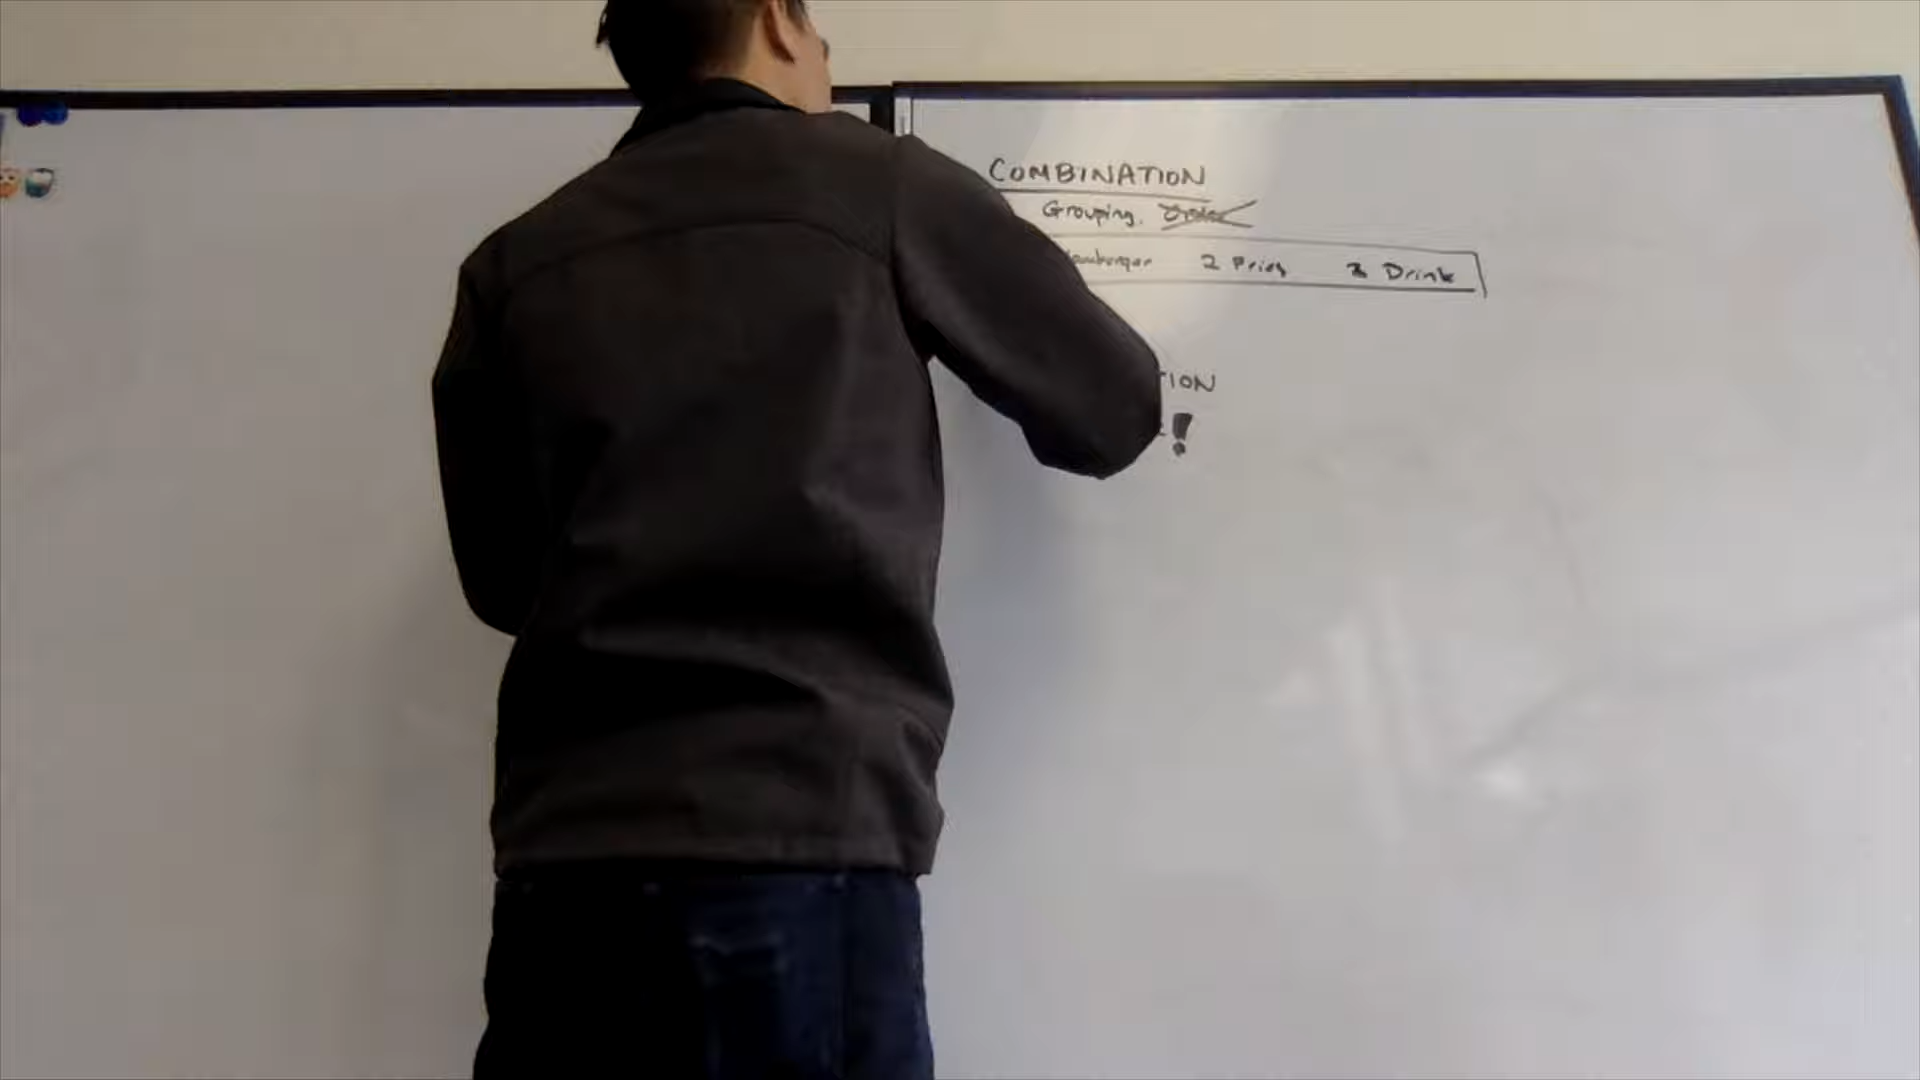 COMBINATION
Grouping. Order
Hamburger 2 Fries 3 Drink
TION
!